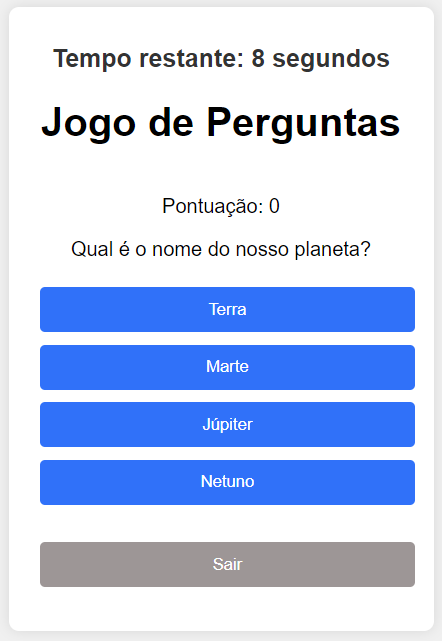 Tempo restante: 8 segundos
Jogo de Perguntas
Pontuação: 0
Qual é o nome do nosso planeta?
Terra
Marte
Júpiter
Netuno
Sair